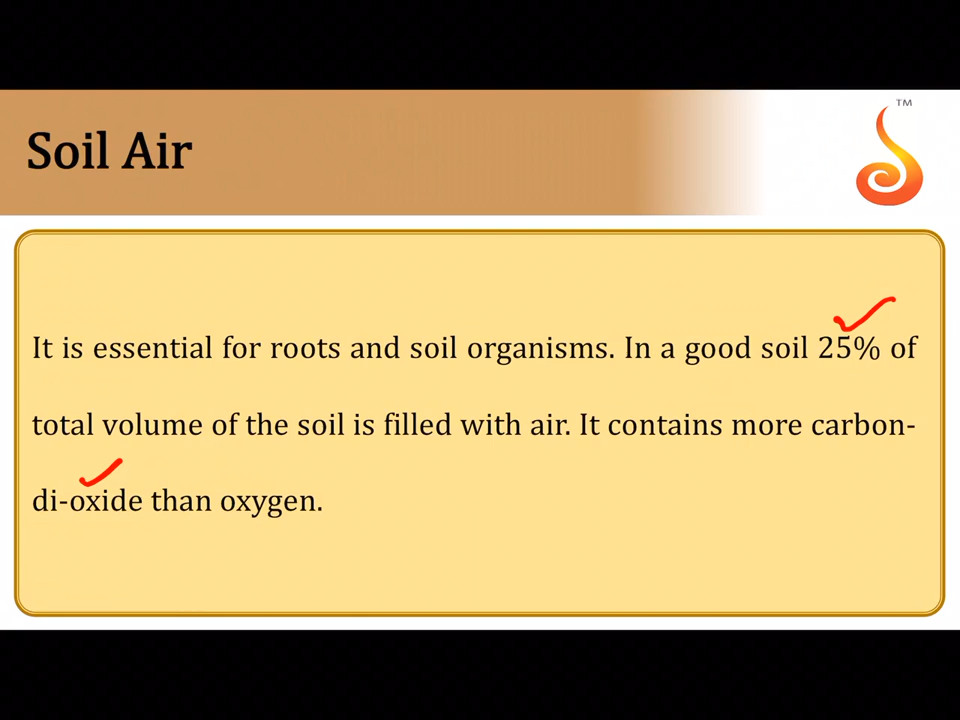 TM
Soil Air
It is essential for roots and soil organisms. In a good soil 25% of
total volume of the soil is filled with air. It contains more carbon-
di-oxide than oxygen.